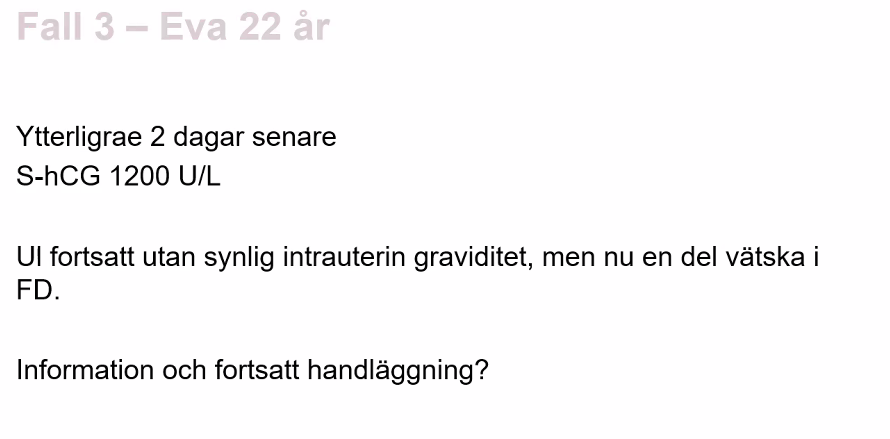 Fall 3 – Eva 22 år
Ytterligrae 2 dagar senare
S-hCG 1200 U/L
Ul fortsatt utan synlig intrauterin graviditet, men nu en del vätska i
FD.
Information och fortsatt handläggning?